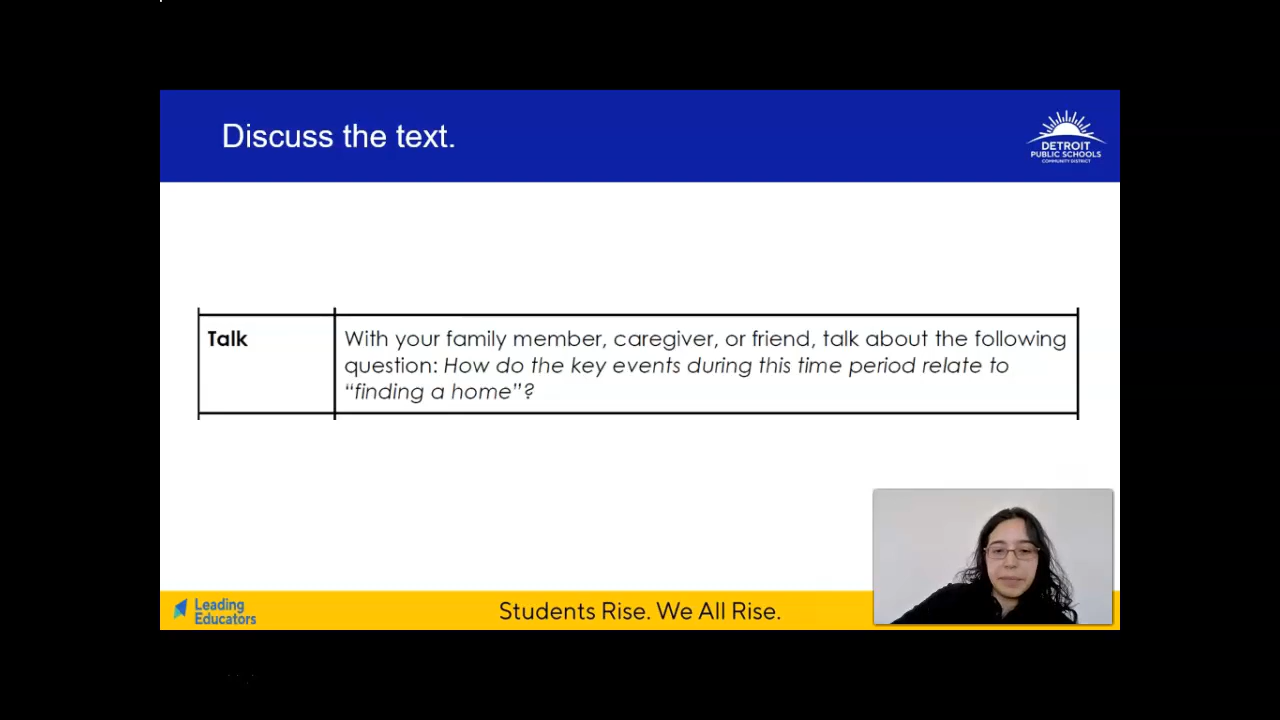 Discuss the text.
DETROIT
PUBLIC SCHOOLS
COMMUNITY DISTRICT
Talk
With your family member, caregiver, or friend, talk about the following
question: How do the key events during this time period relate to
“finding a home”?
Leading
Educators
Students Rise. We All Rise.